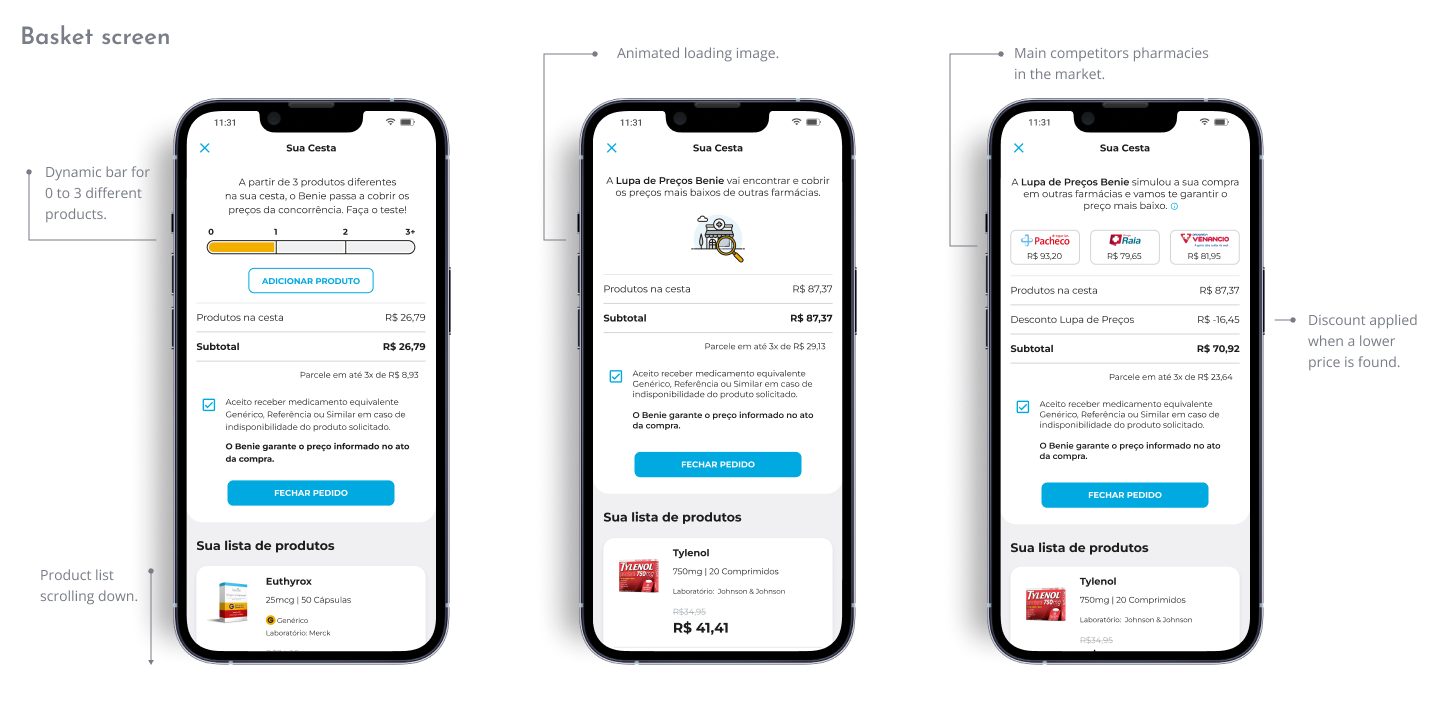 Basket screen
Dynamic bar for
0 to 3 different
products.
Product list
scrolling down.
11:31
Sua Cesta
A partir de 3 produtos diferentes
na sua cesta, o Benie passa a cobrir os
preços da concorrência. Faça o teste!
0 1 2 3+
ADICIONAR PRODUTO
Produtos na cesta R$ 26,79
Subtotal R$ 26,79
Parcele em até 3x de R$ 8,93
Aceito receber medicamento equivalente
Genérico, Referência ou Similar em caso de
indisponibilidade do produto solicitado.
O Benie garante o preço informado no ato
da compra.
FECHAR PEDIDO
Sua lista de produtos
Euthyrox
25mcg | 50 Cápsulas
G Genérico
Laboratório: Merck
Animated loading image.
11:31
Sua Cesta
A Lupa de Preços Benie vai encontrar e cobrir
os preços mais baixos de outras farmácias.
Produtos na cesta R$ 87,37
Subtotal R$ 87,37
Parcele em até 3x de R$ 29,13
Aceito receber medicamento equivalente
Genérico, Referência ou Similar em caso de
indisponibilidade do produto solicitado.
O Benie garante o preço informado no ato
da compra.
FECHAR PEDIDO
Sua lista de produtos
TYLENOL
750mg
Tylenol
750mg | 20 Comprimidos
Laboratório: Johnson & Johnson
R$34,95
R$ 41,41
Main competitors pharmacies
in the market.
11:31
Sua Cesta
A Lupa de Preços Benie simulou a sua compra
em outras farmácias e vamos te garantir o
preço mais baixo.
Pacheco
R$ 93,20
Raia
R$ 79,65
VENANCIO
R$ 81,95
Produtos na cesta R$ 87,37
Desconto Lupa de Preços R$ -16,45
Subtotal R$ 70,92
Parcele em até 3x de R$ 23,64
Aceito receber medicamento equivalente
Genérico, Referência ou Similar em caso de
indisponibilidade do produto solicitado.
O Benie garante o preço informado no ato
da compra.
FECHAR PEDIDO
Sua lista de produtos
TYLENOL
750mg
Tylenol
750mg | 20 Comprimidos
Laboratório: Johnson & Johnson
R$34,95
Discount applied
when a lower
price is found.